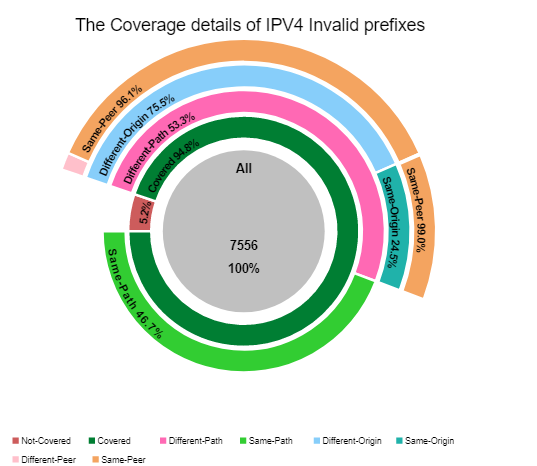 The Coverage details of IPV4 Invalid prefixes
Same-Peer 96.1%
Different-Origin 75.5%
Different-Path 53.3%
Covered 94.8%
5.2%
All
7556
100%
Same-Origin 24.5%
Same-Peer 99.0%
Same-Path 46.7%
Not-Covered Covered Different-Path Same-Path Different-Origin Same-Origin
Different-Peer Same-Peer